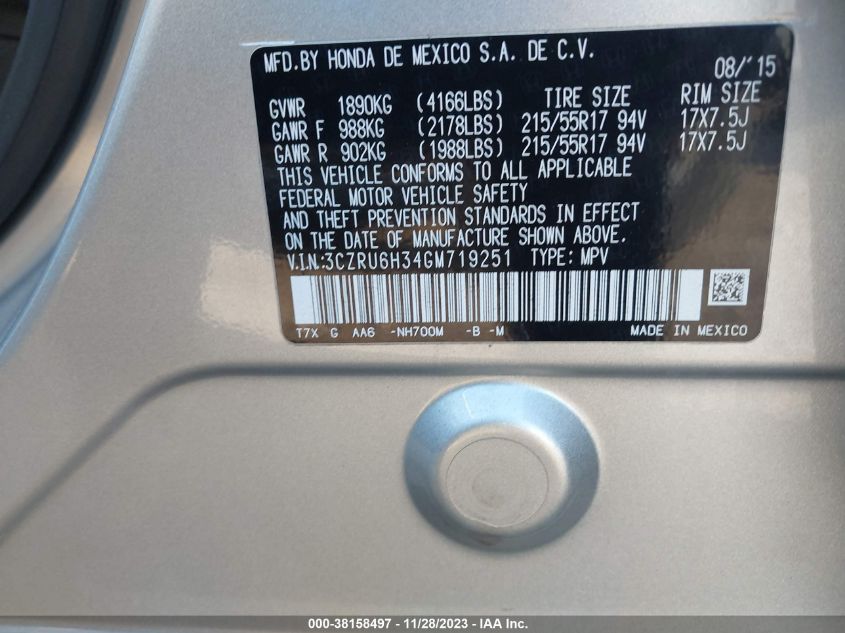 MFD.BY HONDA DE MEXICO S.A. DE C.V.
08/'15
GVWR 1890KG (4166LBS) TIRE SIZE RIM SIZE
GAWR F 988KG (2178LBS) 215/55R17 94V 17X7.5J
GAWR R 902KG (1988LBS) 215/55R17 94V 17X7.5J
THIS VEHICLE CONFORMS TO ALL APPLICABLE
FEDERAL MOTOR VEHICLE SAFETY
AND THEFT PREVENTION STANDARDS IN EFFECT
ON THE DATE OF MANUFACTURE SHOWN ABOVE.
V.I.N:3CZRU6H34GM719251 TYPE: MPV
T7X G AA6 -NH700M -B -M MADE IN MEXICO
000-38158497 - 11/28/2023 - IAA Inc.